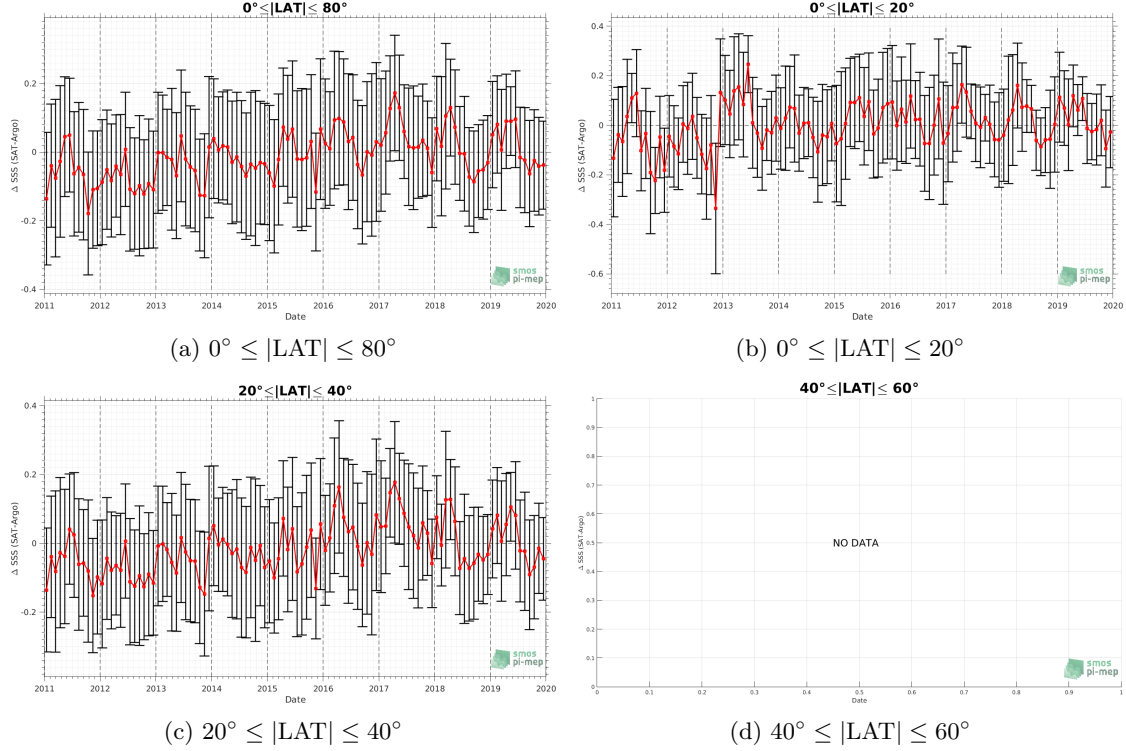 0°≤|LAT|≤ 80°
Δ SSS (SAT-Argo)
0.2
0
-0.2
-0.4
2011 2012 2013 2014 2015 2016 2017 2018 2019 2020
Date
smos
pi-mep
(a) 0° ≤ |LAT| ≤ 80°
0°≤|LAT|≤ 20°
Δ SSS (SAT-Argo)
0.4
0.2
0
-0.2
-0.4
-0.6
2011 2012 2013 2014 2015 2016 2017 2018 2019 2020
Date
smos
pi-mep
(b) 0° ≤ |LAT| ≤ 20°
20°≤|LAT|≤ 40°
Δ SSS (SAT-Argo)
0.4
0.2
0
-0.2
2011 2012 2013 2014 2015 2016 2017 2018 2019 2020
Date
smos
pi-mep
(c) 20° ≤ |LAT| ≤ 40°
40°≤|LAT|≤ 60°
Δ SSS (SAT-Argo)
1
0.9
0.8
0.7
0.6
0.5
0.4
0.3
0.2
0.1
0
NO DATA
0 0.1 0.2 0.3 0.4 0.5 0.6 0.7 0.8 0.9 1
Date
smos
pi-mep
(d) 40° ≤ |LAT| ≤ 60°